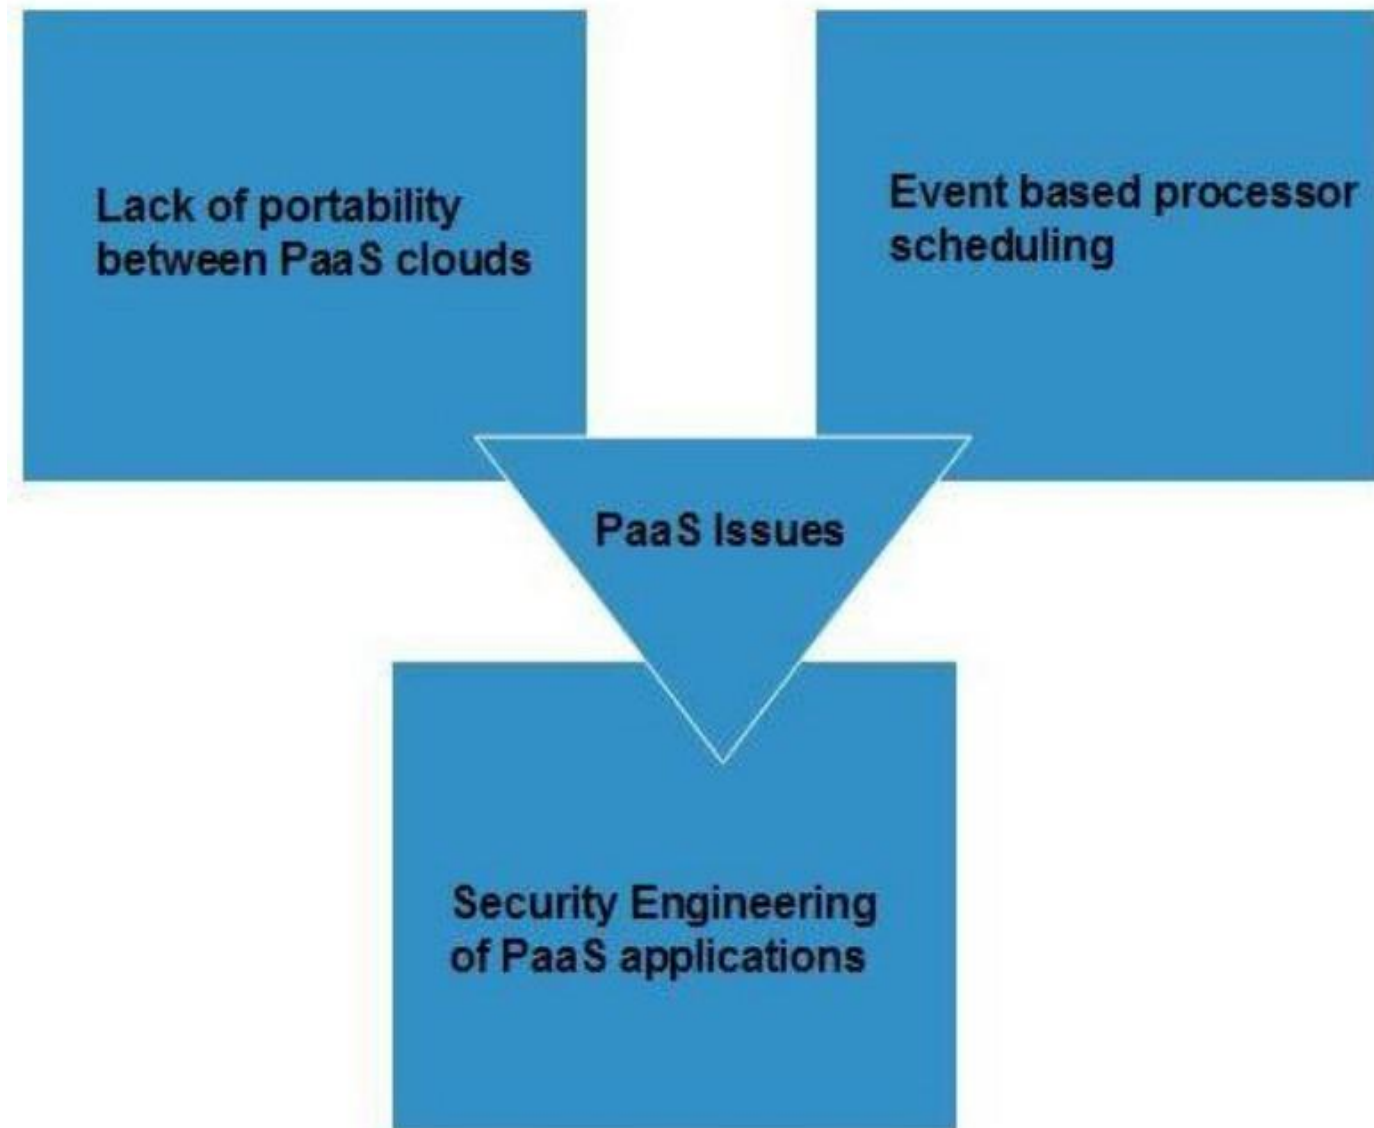 Lack of portability
between PaaS clouds
Event based processor
scheduling
PaaS Issues
Security Engineering
of PaaS applications